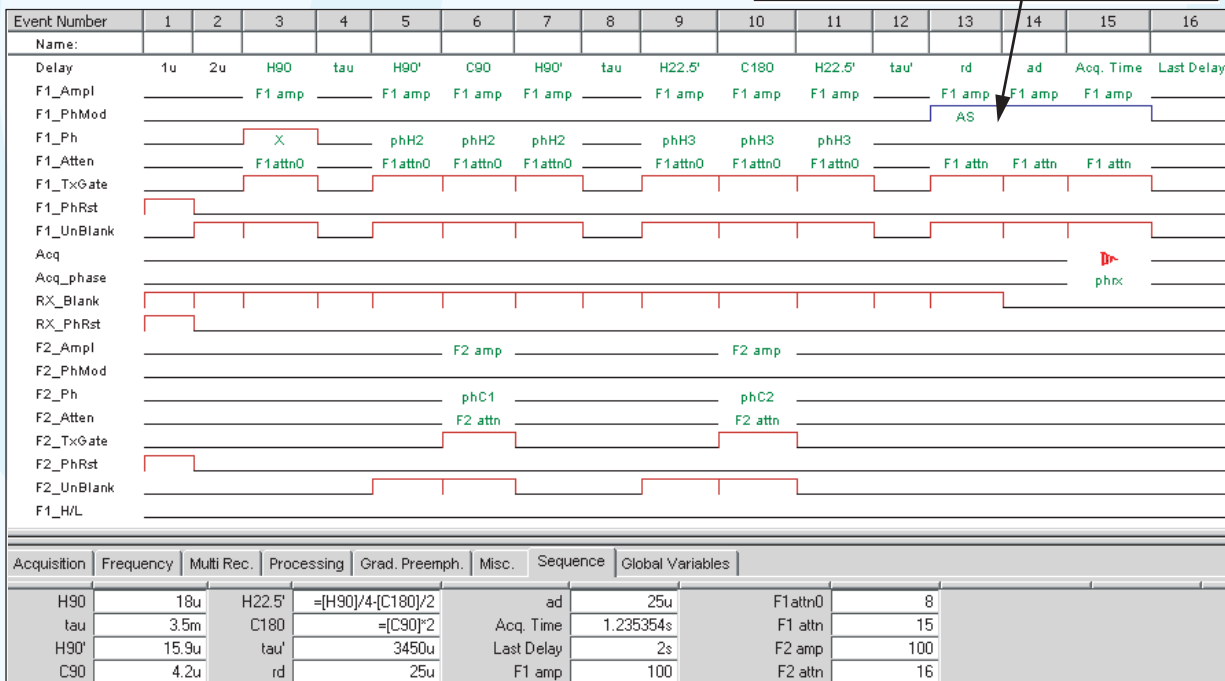 Event Number 1 2 3 4 5 6 7 8 9 10 11 12 13 14 15 16
Name:
Delay 1u 2u H90 tau H90' C90 H90' tau H22.5' C180 H22.5' tau' rd ad Acq. Time Last Delay
F1_Ampl F1 amp F1 amp F1 amp F1 amp F1 amp F1 amp F1 amp F1 amp F1 amp F1 amp
F1_PhMod AS
F1_Ph X phH2 phH2 phH2 phH3 phH3 phH3
F1_Atten F1attn0 F1attn0 F1attn0 F1attn0 F1attn0 F1attn0 F1attn0 F1 attn F1 attn F1 attn
F1_TxGate
F1_PhRst
F1_UnBlank
Acq
Acq_phase phrx
RX_Blank
RX_PhRst
F2_Ampl F2 amp F2 amp
F2_PhMod
F2_Ph phC1 phC2
F2_Atten F2 attn F2 attn
F2_TxGate
F2_PhRst
F2_UnBlank
F1_H/L
Acquisition Frequency Multi Rec. Processing Grad. Preemph. Misc. Sequence Global Variables
H90 18u H22.5' =[H90]/4-[C180]/2 ad 25u F1attn0 8
tau 3.5m C180 =[C90]*2 Acq. Time 1.235354s F1 attn 15
H90' 15.9u tau' 3450u Last Delay 2s F2 amp 100
C90 4.2u rd 25u F1 amp 100 F2 attn 16